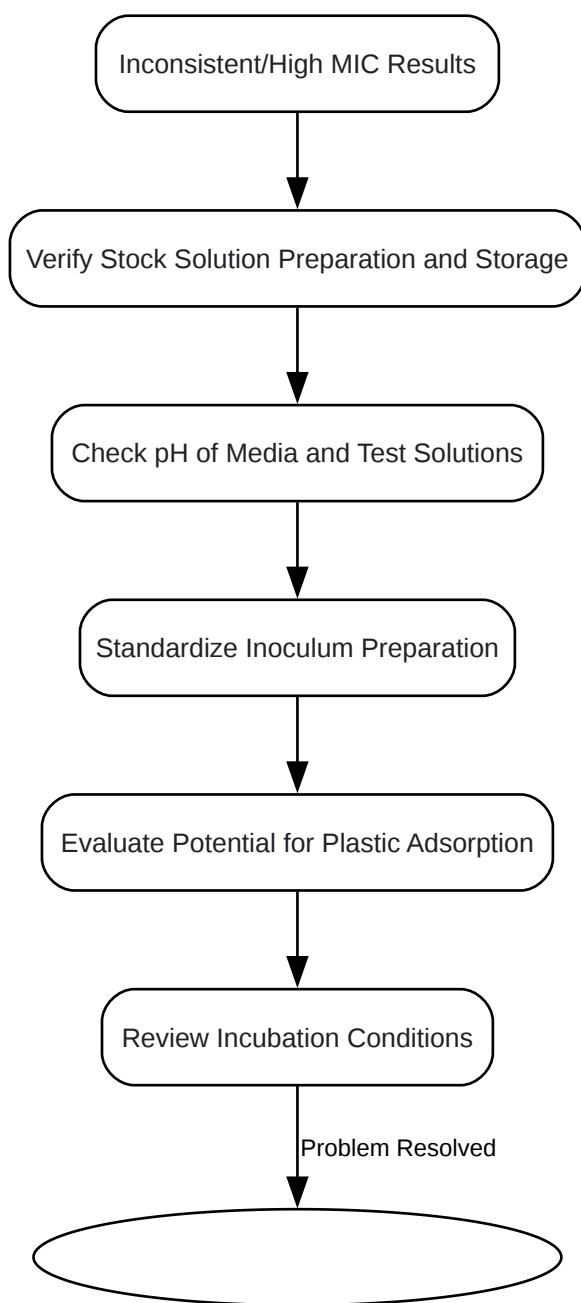 Inconsistent/High MIC Results
Verify Stock Solution Preparation and Storage
Check pH of Media and Test Solutions
Standardize Inoculum Preparation
Evaluate Potential for Plastic Adsorption
Review Incubation Conditions
Problem Resolved